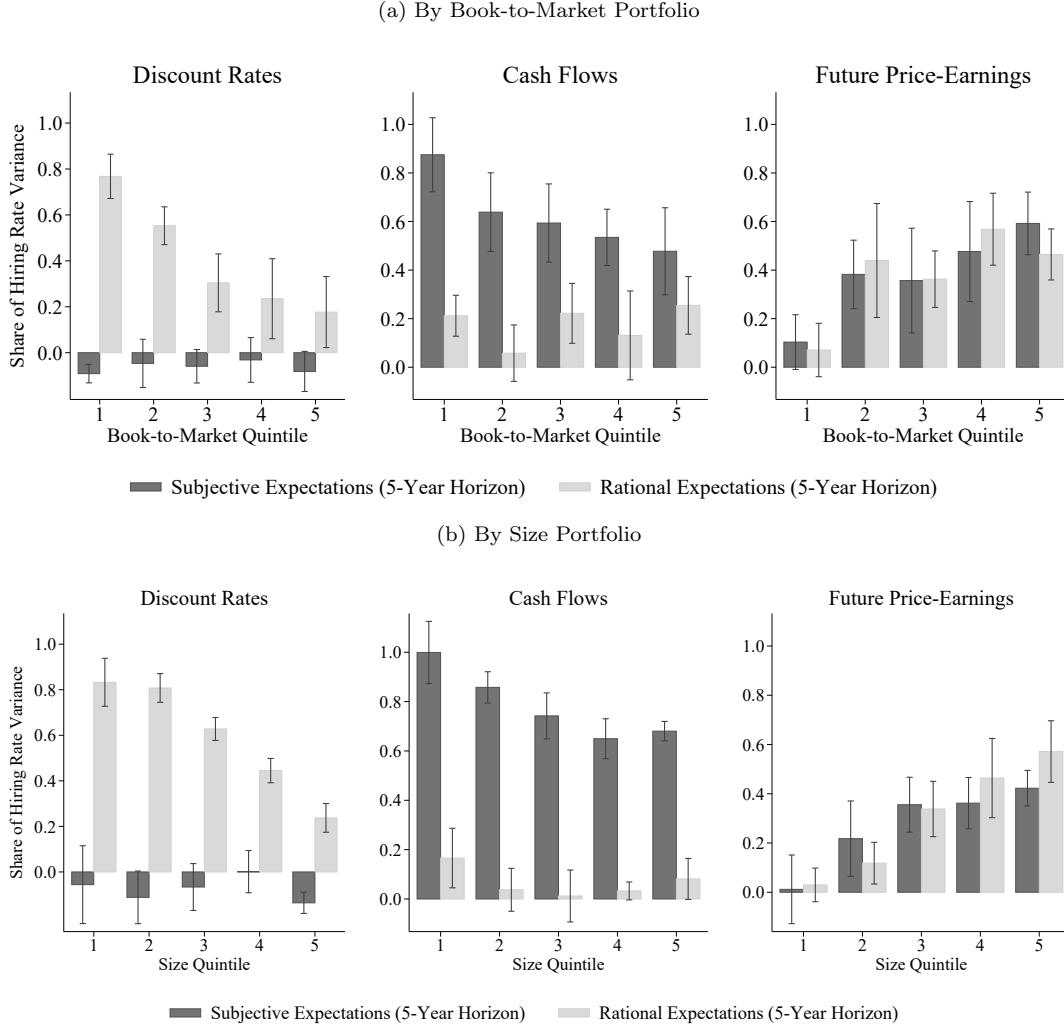 (a) By Book-to-Market Portfolio
Discount Rates
Cash Flows
Future Price-Earnings
Share of Hiring Rate Variance
1.0
0.8
0.6
0.4
0.2
0.0
1 2 3 4 5
Book-to-Market Quintile
1.0
0.8
0.6
0.4
0.2
0.0
1 2 3 4 5
Book-to-Market Quintile
1.0
0.8
0.6
0.4
0.2
0.0
1 2 3 4 5
Book-to-Market Quintile
Subjective Expectations (5-Year Horizon) Rational Expectations (5-Year Horizon)
(b) By Size Portfolio
Discount Rates
Cash Flows
Future Price-Earnings
Share of Hiring Rate Variance
1.0
0.8
0.6
0.4
0.2
0.0
1 2 3 4 5
Size Quintile
1.0
0.8
0.6
0.4
0.2
0.0
1 2 3 4 5
Size Quintile
1.0
0.8
0.6
0.4
0.2
0.0
1 2 3 4 5
Size Quintile
Subjective Expectations (5-Year Horizon) Rational Expectations (5-Year Horizon)